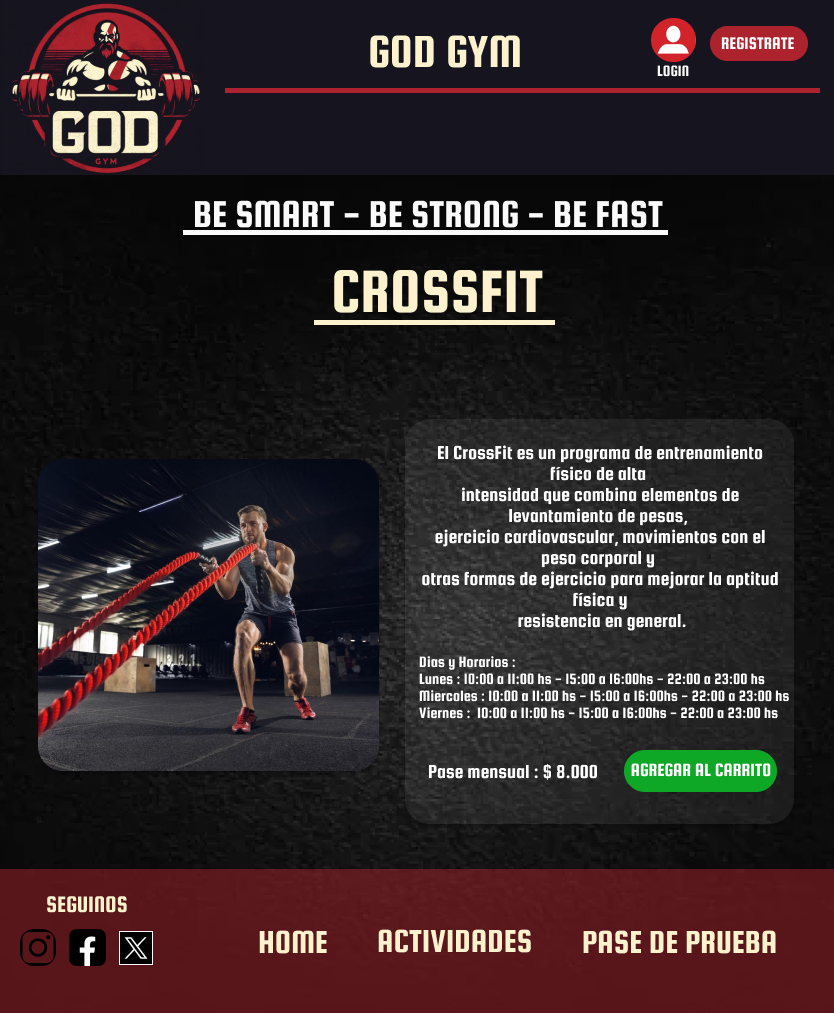 GOD
GYM
GOD GYM
LOGIN
REGISTRATE
BE SMART - BE STRONG - BE FAST
CROSSFIT
El CrossFit es un programa de entrenamiento
físico de alta
intensidad que combina elementos de
levantamiento de pesas,
ejercicio cardiovascular, movimientos con el
peso corporal y
otras formas de ejercicio para mejorar la aptitud
física y
resistencia en general.
Dias y Horarios :
Lunes : 10:00 a 11:00 hs - 15:00 a 16:00hs - 22:00 a 23:00 hs
Miercoles : 10:00 a 11:00 hs - 15:00 a 16:00hs - 22:00 a 23:00 hs
Viernes :  10:00 a 11:00 hs - 15:00 a 16:00hs - 22:00 a 23:00 hs
Pase mensual : $ 8.000
AGREGAR AL CARRITO
SEGUINOS
HOME
ACTIVIDADES
PASE DE PRUEBA